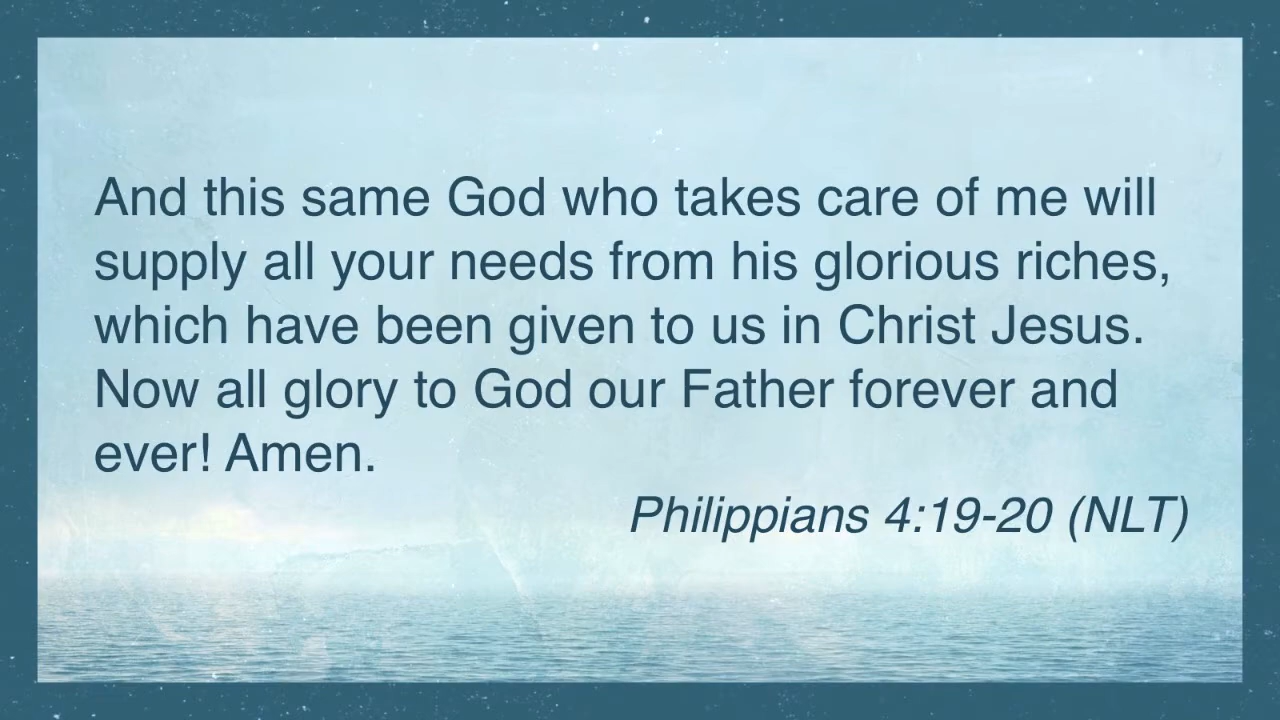 And this same God who takes care of me will
supply all your needs from his glorious riches,
which have been given to us in Christ Jesus.
Now all glory to God our Father forever and
ever! Amen.
Philippians 4:19-20 (NLT)